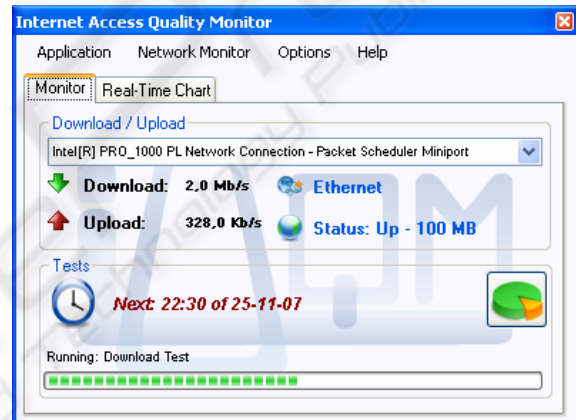 Internet Access Quality Monitor
Application Network Monitor Options Help
Monitor Real-Time Chart
Download / Upload
Intel[R] PRO_1000 PL Network Connection - Packet Scheduler Miniport
Download: 2,0 Mb/s Ethernet
Upload: 328,0 Kb/s Status: Up - 100 MB
Tests
Next: 22:30 of 25-11-07
Running: Download Test